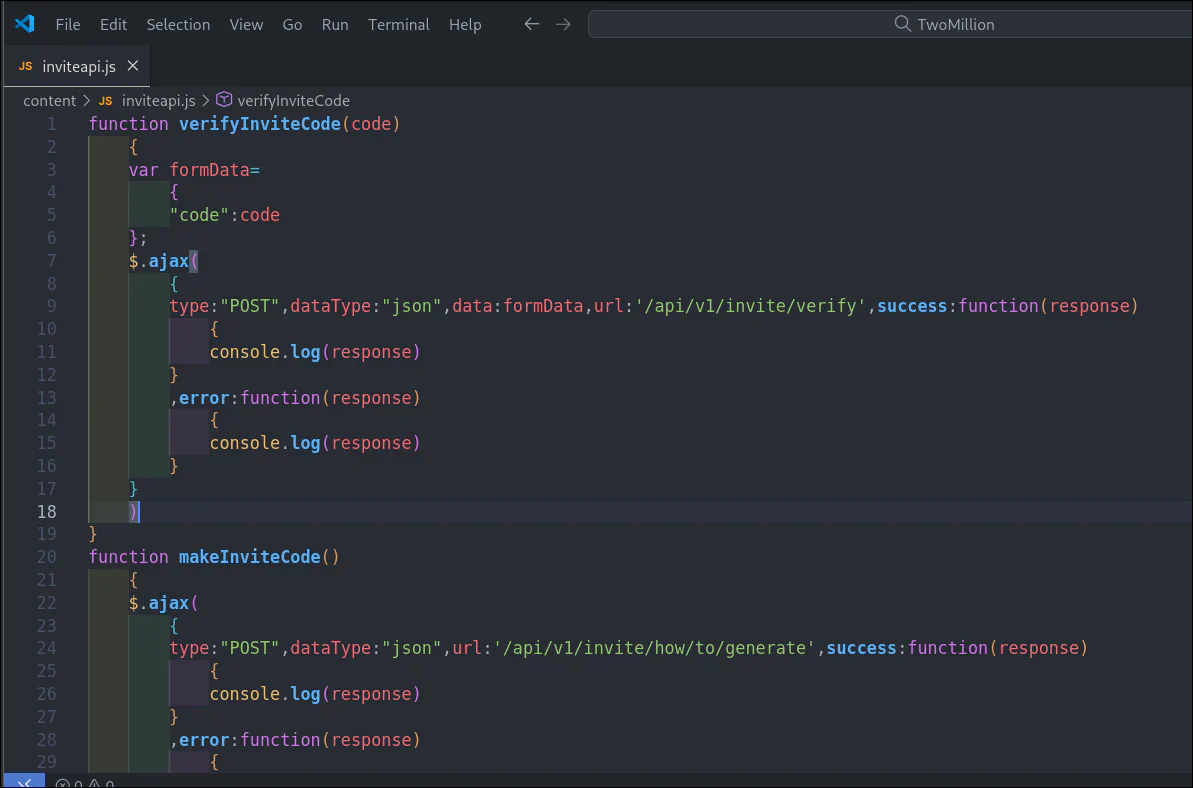 File Edit Selection View Go Run Terminal Help TwoMillion
JS inviteapi.js
content > JS inviteapi.js > verifyInviteCode
1 function verifyInviteCode(code)
2 {
3 var formData=
4 {
5 "code":code
6 };
7 $.ajax(
8 {
9 type:"POST",dataType:"json",data:formData,url:'/api/v1/invite/verify',success:function(response)
10 {
11 console.log(response)
12 }
13 ,error:function(response)
14 {
15 console.log(response)
16 }
17 }
18 )
19 }
20 function makeInviteCode()
21 {
22 $.ajax(
23 {
24 type:"POST",dataType:"json",url:'/api/v1/invite/how/to/generate',success:function(response)
25 {
26 console.log(response)
27 }
28 ,error:function(response)
29 {
0 0